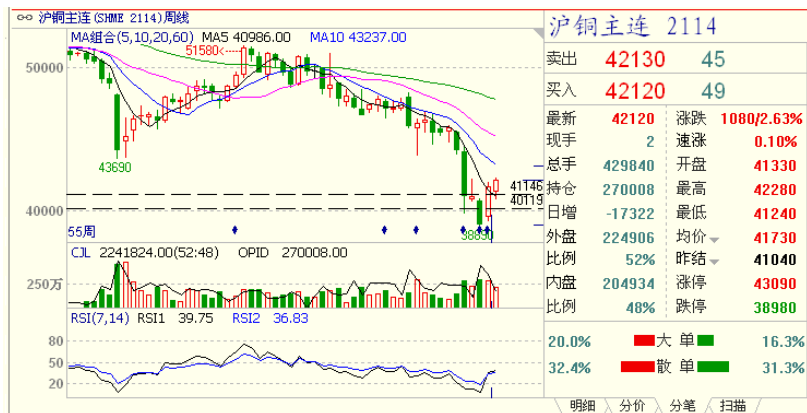 沪铜主连(SHME 2114)周线
MA组合(5,10,20,60) MA5 40986.00 MA10 43237.00
51580
50000
43690
41146
40119
40000
38890
55周
CJL 2241824.00(52:48) OPID 270008.00
250万
RSI(7,14) RSI1 39.75 RSI2 36.83
80
50
20
沪铜主连 2114
卖出 42130 45
买入 42120 49
最新 42120 涨跌 1080/2.63%
现手 2 速涨 0.10%
总手 429840 开盘 41330
持仓 270008 最高 42280
日增 -17322 最低 41240
外盘 224906 均价 41730
比例 52% 昨结 41040
内盘 204934 涨停 43090
比例 48% 跌停 38980
20.0% 大 单 16.3%
32.4% 散 单 31.3%
明细 分价 分笔 扫描